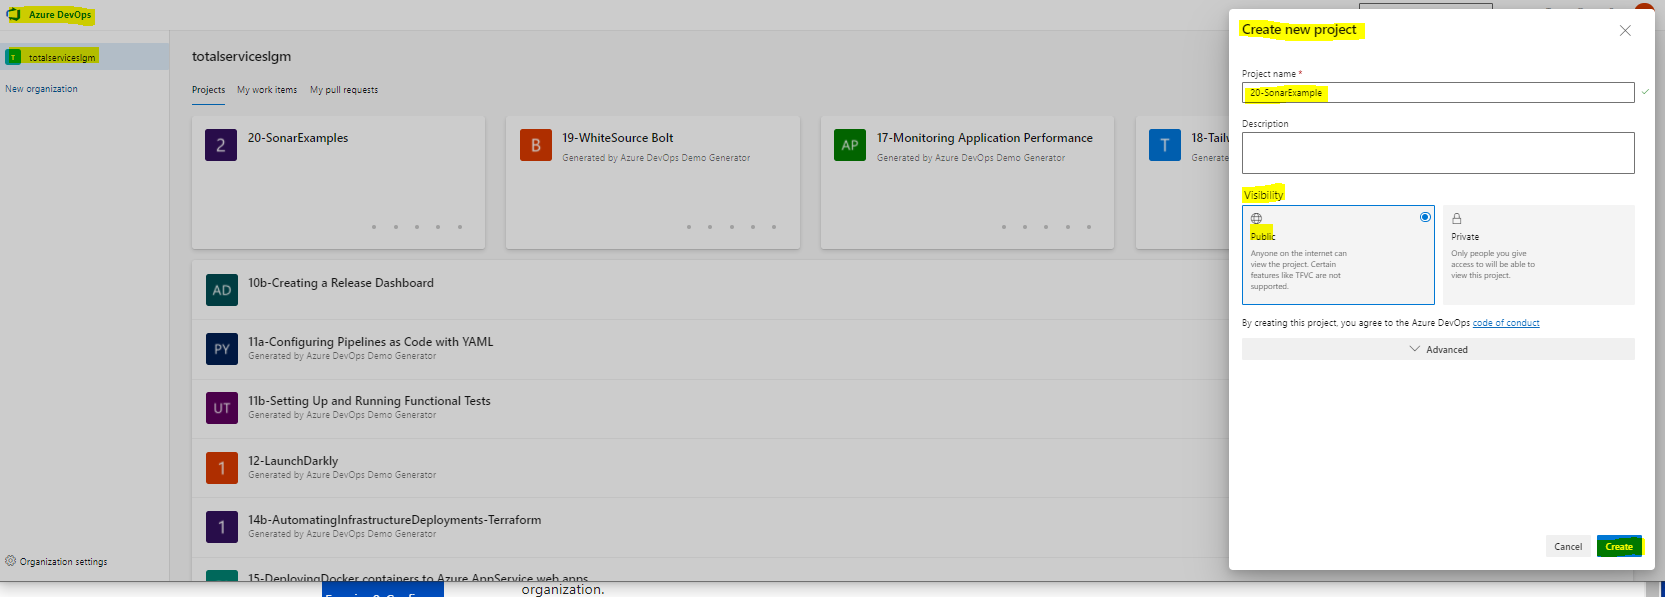 Azure DevOps
T
totalserviceslgm
New organization
Organization settings
totalserviceslgm
Projects My work items My pull requests
2 20-SonarExamples
B 19-WhiteSource Bolt
Generated by Azure DevOps Demo Generator
AP 17-Monitoring Application Performance
Generated by Azure DevOps Demo Generator
T
AD 10b-Creating a Release Dashboard
PY 11a-Configuring Pipelines as Code with YAML
Generated by Azure DevOps Demo Generator
UT 11b-Setting Up and Running Functional Tests
Generated by Azure DevOps Demo Generator
1 12-LaunchDarkly
Generated by Azure DevOps Demo Generator
1 14b-AutomatingInfrastructureDeployments-Terraform
Generated by Azure DevOps Demo Generator
15-DeployingDocker containers to Azure AppService web apps
organization.
Create new project
Project name *
20-SonarExample
Description
Visibility
Public
Anyone on the internet can
view the project. Certain
features like TFVC are not
supported.
Private
Only people you give
access to will be able to
view this project.
By creating this project, you agree to the Azure DevOps code of conduct
Advanced
Cancel Create